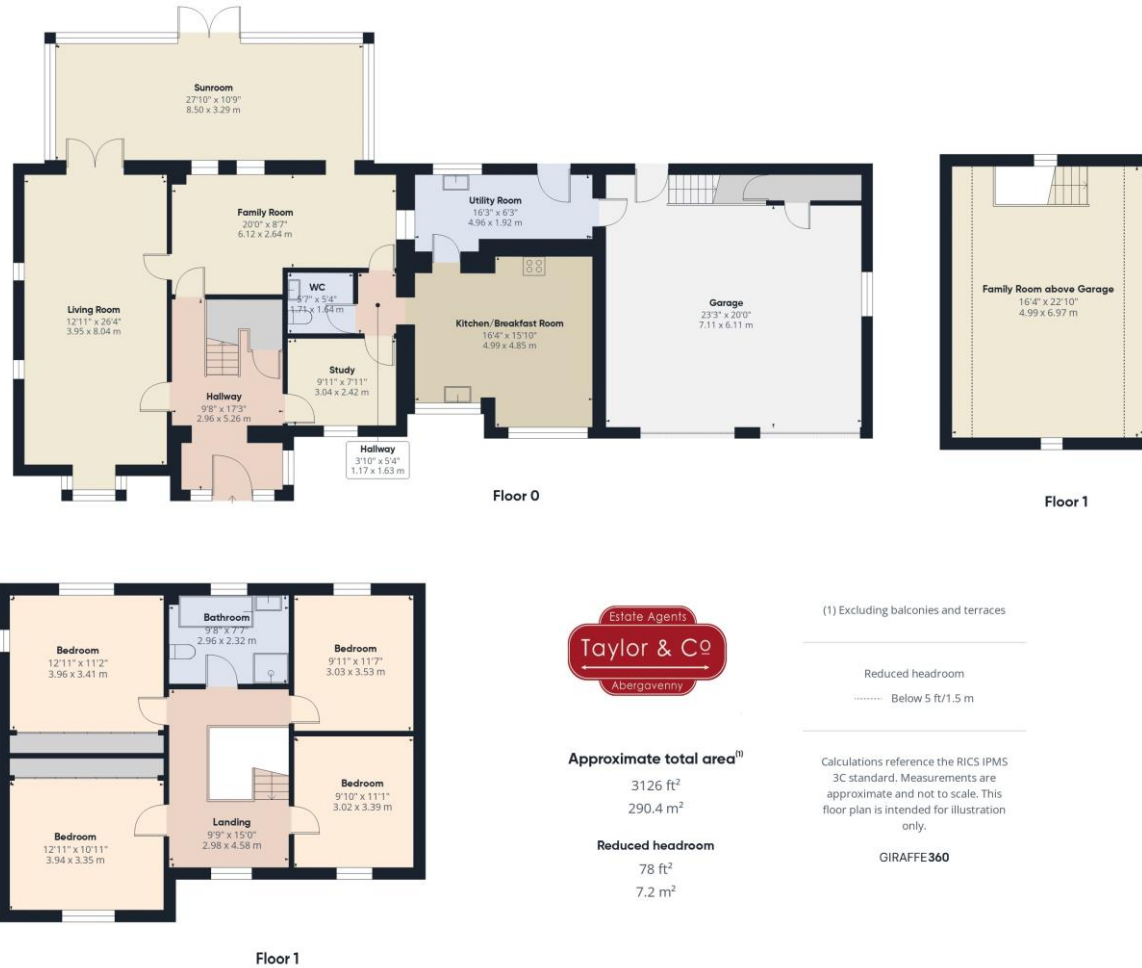 Sunroom
27'10" x 10'9"
8.50 x 3.29 m
Family Room
20'0" x 8'7"
6.12 x 2.64 m
Utility Room
16'3" x 6'3"
4.96 x 1.92 m
WC
5'7" x 5'4"
1.71 x 1.64 m
Living Room
12'11" x 26'4"
3.95 x 8.04 m
Kitchen/Breakfast Room
16'4" x 15'10"
4.99 x 4.85 m
Garage
23'3" x 20'0"
7.11 x 6.11 m
Family Room above Garage
16'4" x 22'10"
4.99 x 6.97 m
Study
9'11" x 7'11"
3.04 x 2.42 m
Hallway
9'8" x 17'3"
2.96 x 5.26 m
Hallway
3'10" x 5'4"
1.17 x 1.63 m
Floor 0
Floor 1
Bedroom
12'11" x 11'2"
3.96 x 3.41 m
Bathroom
9'8" x 7'7"
2.96 x 2.32 m
Bedroom
9'11" x 11'7"
3.03 x 3.53 m
Bedroom
9'10" x 11'1"
3.02 x 3.39 m
Bedroom
12'11" x 10'11"
3.94 x 3.35 m
Landing
9'9" x 15'0"
2.98 x 4.58 m
Floor 1
Estate Agents
Taylor & Co
Abergavenny
Approximate total area(1)
3126 ft²
290.4 m²
Reduced headroom
78 ft²
7.2 m²
(1) Excluding balconies and terraces
Reduced headroom
Below 5 ft/1.5 m
Calculations reference the RICS IPMS
3C standard. Measurements are
approximate and not to scale. This
floor plan is intended for illustration
only.
GIRAFFE360